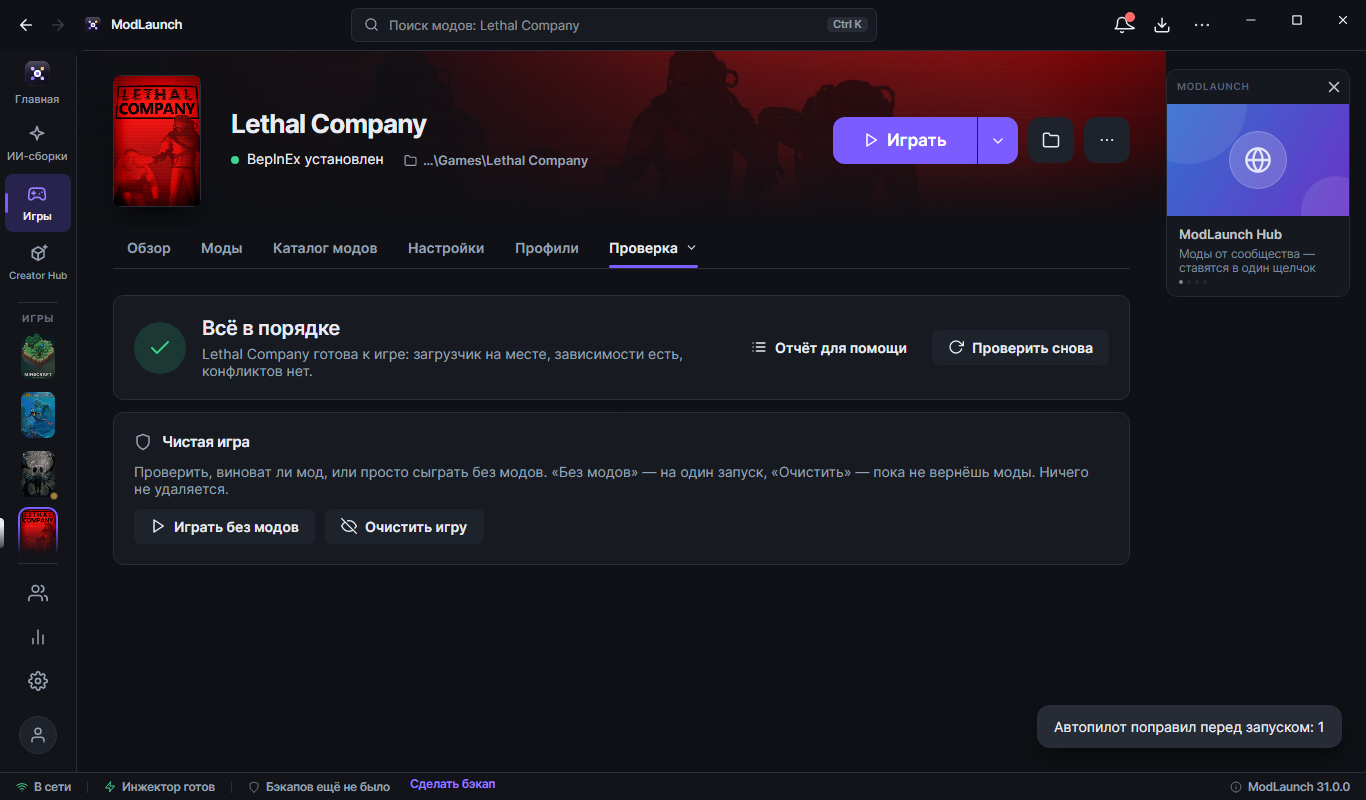 ModLaunch
Поиск модов: Lethal Company
Ctrl K
Главная
ИИ-сборки
Игры
Creator Hub
ИГРЫ
MINECRAFT
LETHAL
COMPANY
LETHAL
COMPANY
Lethal Company
BepInEx установлен
...\Games\Lethal Company
Играть
Обзор
Моды
Каталог модов
Настройки
Профили
Проверка
Всё в порядке
Lethal Company готова к игре: загрузчик на месте, зависимости есть,
конфликтов нет.
Отчёт для помощи
Проверить снова
Чистая игра
Проверить, виноват ли мод, или просто сыграть без модов. «Без модов» — на один запуск, «Очистить» — пока не вернёшь моды. Ничего
не удаляется.
Играть без модов
Очистить игру
MODLAUNCH
ModLaunch Hub
Моды от сообщества —
ставятся в один щелчок
Автопилот поправил перед запуском: 1
В сети
Инжектор готов
Бэкапов ещё не было
Сделать бэкап
ModLaunch 31.0.0